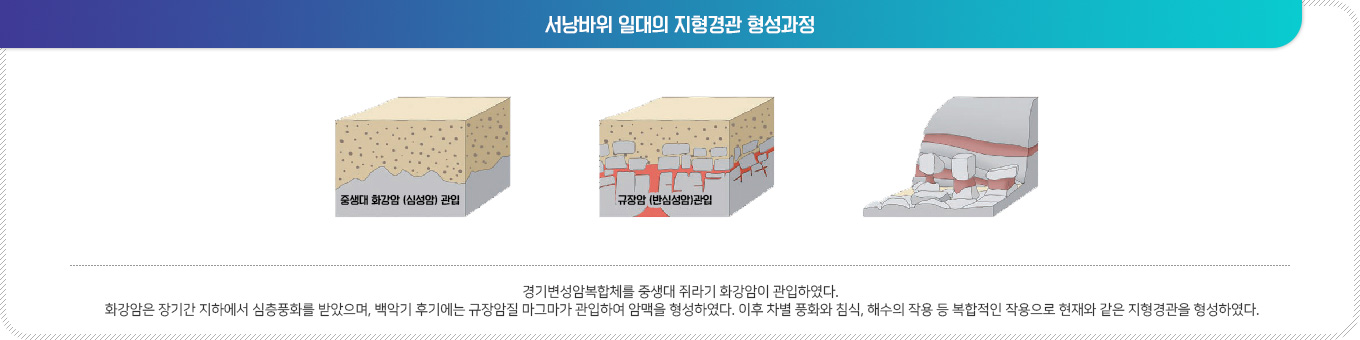 서낭바위 일대의 지형경관 형성과정
중생대 화강암 (심성암) 관입
규장암 (반심성암)관입
경기변성암복합체를 중생대 쥐라기 화강암이 관입하였다.
화강암은 장기간 지하에서 심층풍화를 받았으며, 백악기 후기에는 규장암질 마그마가 관입하여 암맥을 형성하였다. 이후 차별 풍화와 침식, 해수의 작용 등 복합적인 작용으로 현재와 같은 지형경관을 형성하였다.